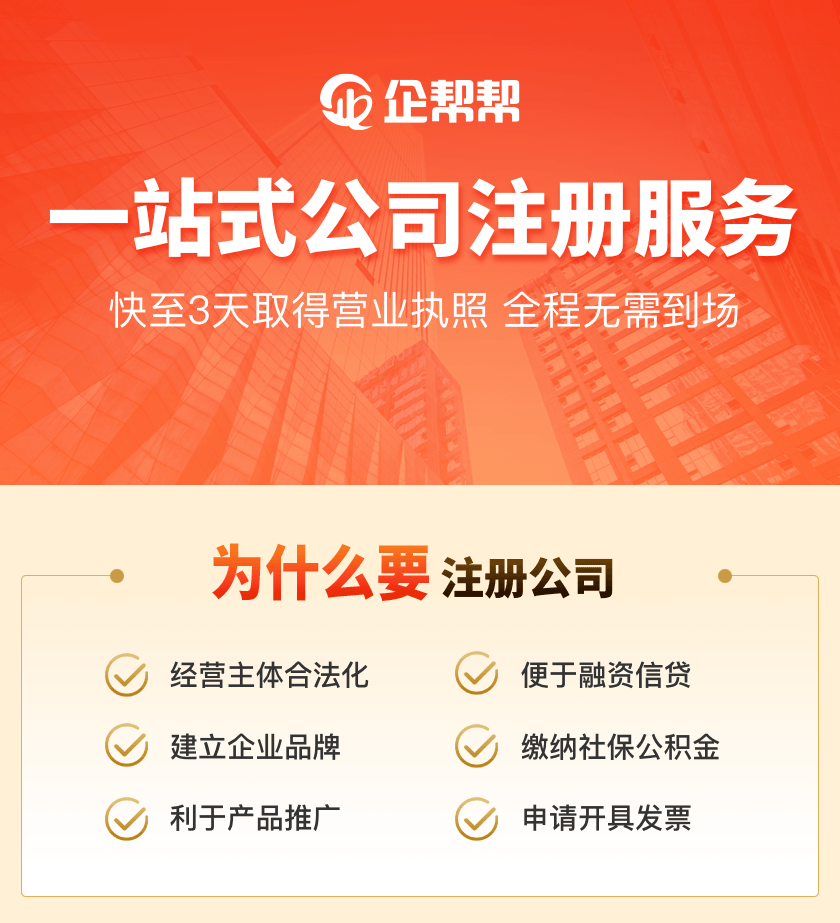 企帮帮
一站式公司注册服务
快至3天取得营业执照 全程无需到场
为什么要 注册公司
经营主体合法化
便于融资信贷
建立企业品牌
缴纳社保公积金
利于产品推广
申请开具发票